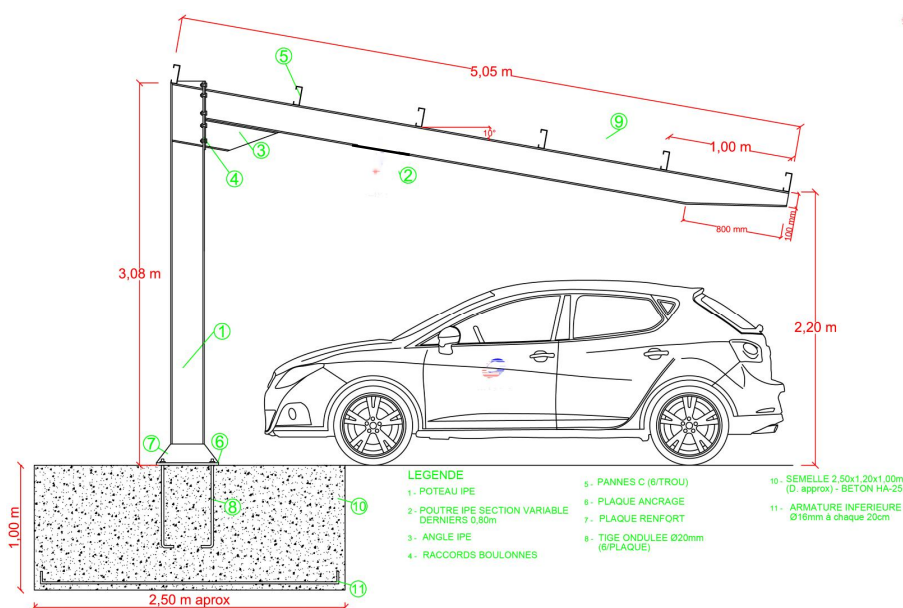 5
5,05 m
10°
9
1,00 m
3
4
2
800 mm
100 mm
3,08 m
1
2,20 m
7
6
8
10
11
1,00 m
2,50 m aprox
LEGENDE
1 - POTEAU IPE
2 - POUTRE IPE SECTION VARIABLE
DERNIERS 0,80m
3 - ANGLE IPE
4 - RACCORDS BOULONNES
5 - PANNES C (6/TROU)
6 - PLAQUE ANCRAGE
7 - PLAQUE RENFORT
8 - TIGE ONDULEE Ø20mm
(6/PLAQUE)
10 - SEMELLE 2,50x1,20x1,00m
(D. approx) - BETON HA-25
11 - ARMATURE INFERIEURE
Ø16mm à chaque 20cm